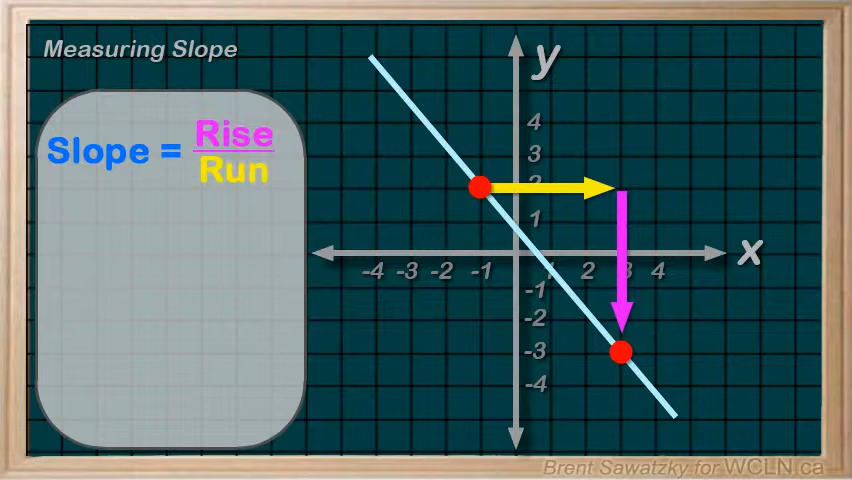 Measuring Slope
y
Slope = Rise
Run
4
3
2
1
x
-4 -3 -2 -1 1 2 3 4
-1
-2
-3
-4
Brent Sawatzky for WCLN.ca